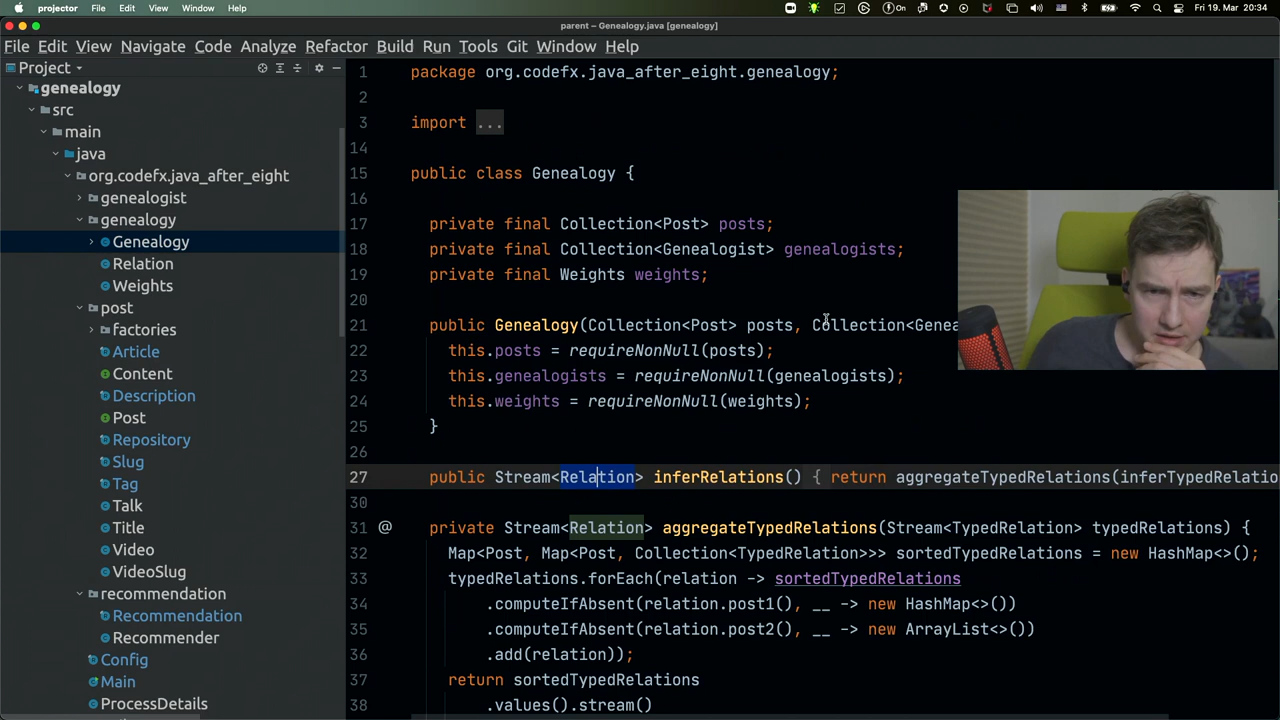 projector File Edit View Window Help On Fri 19. Mar 20:34
parent – Genealogy.java [genealogy]
File Edit View Navigate Code Analyze Refactor Build Run Tools Git Window Help
Project
genealogy
src
main
java
org.codefx.java_after_eight
genealogist
genealogy
Genealogy
Relation
Weights
post
factories
Article
Content
Description
Post
Repository
Slug
Tag
Talk
Title
Video
VideoSlug
recommendation
Recommendation
Recommender
Config
Main
ProcessDetails
1 package org.codefx.java_after_eight.genealogy;
2
3 import ...
14
15 public class Genealogy {
16
17 private final Collection<Post> posts;
18 private final Collection<Genealogist> genealogists;
19 private final Weights weights;
20
21 public Genealogy(Collection<Post> posts, Collection<Genea
22 this.posts = requireNonNull(posts);
23 this.genealogists = requireNonNull(genealogists);
24 this.weights = requireNonNull(weights);
25 }
26
27 public Stream<Relation> inferRelations() { return aggregateTypedRelations(inferTypedRelatio
30
31 @ private Stream<Relation> aggregateTypedRelations(Stream<TypedRelation> typedRelations) {
32 Map<Post, Map<Post, Collection<TypedRelation>>> sortedTypedRelations = new HashMap<>();
33 typedRelations.forEach(relation -> sortedTypedRelations
34 .computeIfAbsent(relation.post1(), __ -> new HashMap<>())
35 .computeIfAbsent(relation.post2(), __ -> new ArrayList<>())
36 .add(relation));
37 return sortedTypedRelations
38 .values().stream()